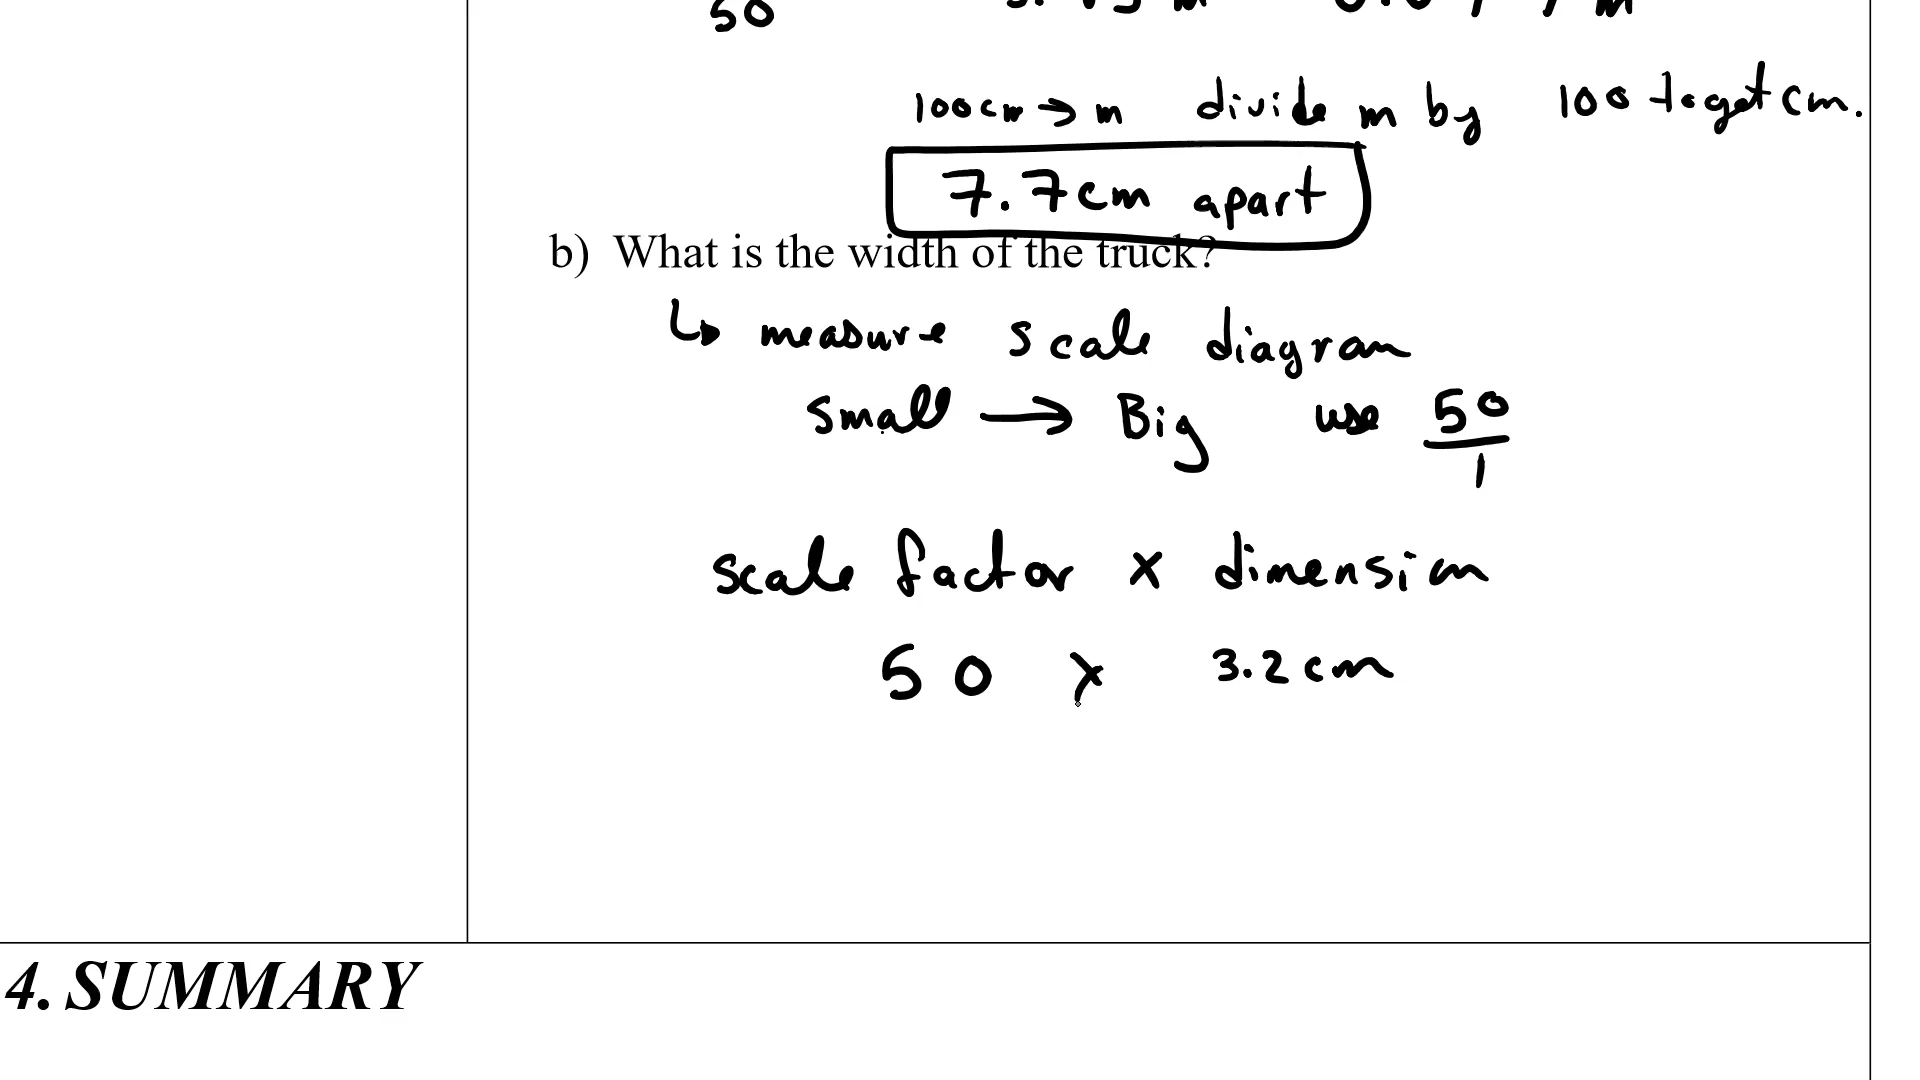 50 m m
100cm → m divide m by 100 to get cm.
7.7cm apart
b) What is the width of the truck?
↳ measure scale diagram
small → Big use 50/1
scale factor x dimension
50 x 3.2cm
4. SUMMARY